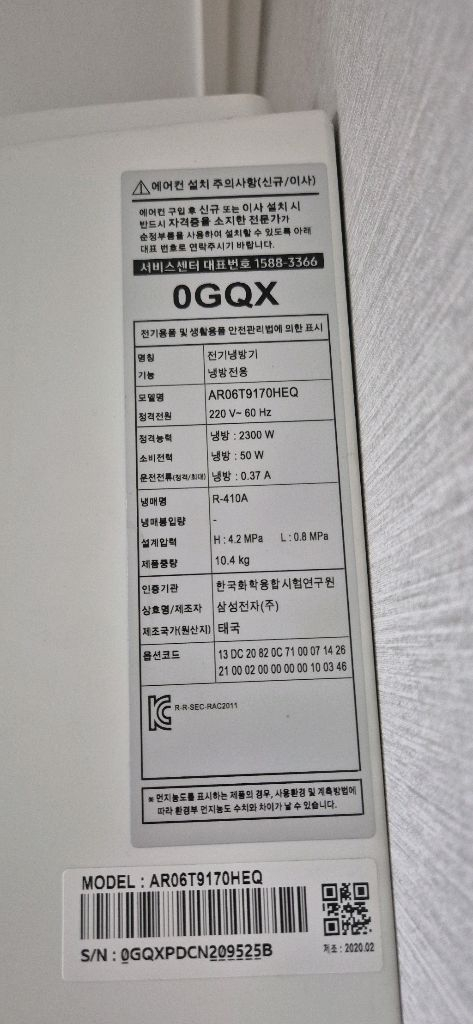 ⚠에어컨 설치 주의사항(신규/이사)
에어컨 구입 후 신규 또는 이사 설치 시
반드시 자격증을 소지한 전문가가
순정부품을 사용하여 설치할 수 있도록 아래
대표 번호로 연락주시기 바랍니다.
서비스센터 대표번호 1588-3366
0GQX
전기용품 및 생활용품 안전관리법에 의한 표시
명칭 전기냉방기
기능 냉방전용
모델명 AR06T9170HEQ
정격전원 220 V~ 60 Hz
정격능력 냉방 : 2300 W
소비전력 냉방 : 50 W
운전전류(정격/최대) 냉방 : 0.37 A
냉매명 R-410A
냉매봉입량 -
설계압력 H : 4.2 MPa L : 0.8 MPa
제품중량 10.4 kg
인증기관 한국화학융합시험연구원
상호명/제조자 삼성전자(주)
제조국가(원산지) 태국
옵션코드 13 DC 20 82 0C 71 00 07 14 26
21 00 02 00 00 00 00 10 03 46
R-R-SEC-RAC2011
※ 먼지농도를 표시하는 제품의 경우, 사용환경 및 계측방법에
따라 환경부 먼지농도 수치와 차이가 날 수 있습니다.
MODEL : AR06T9170HEQ
S/N : 0GQXPDCN209525B
제조 : 2020.02